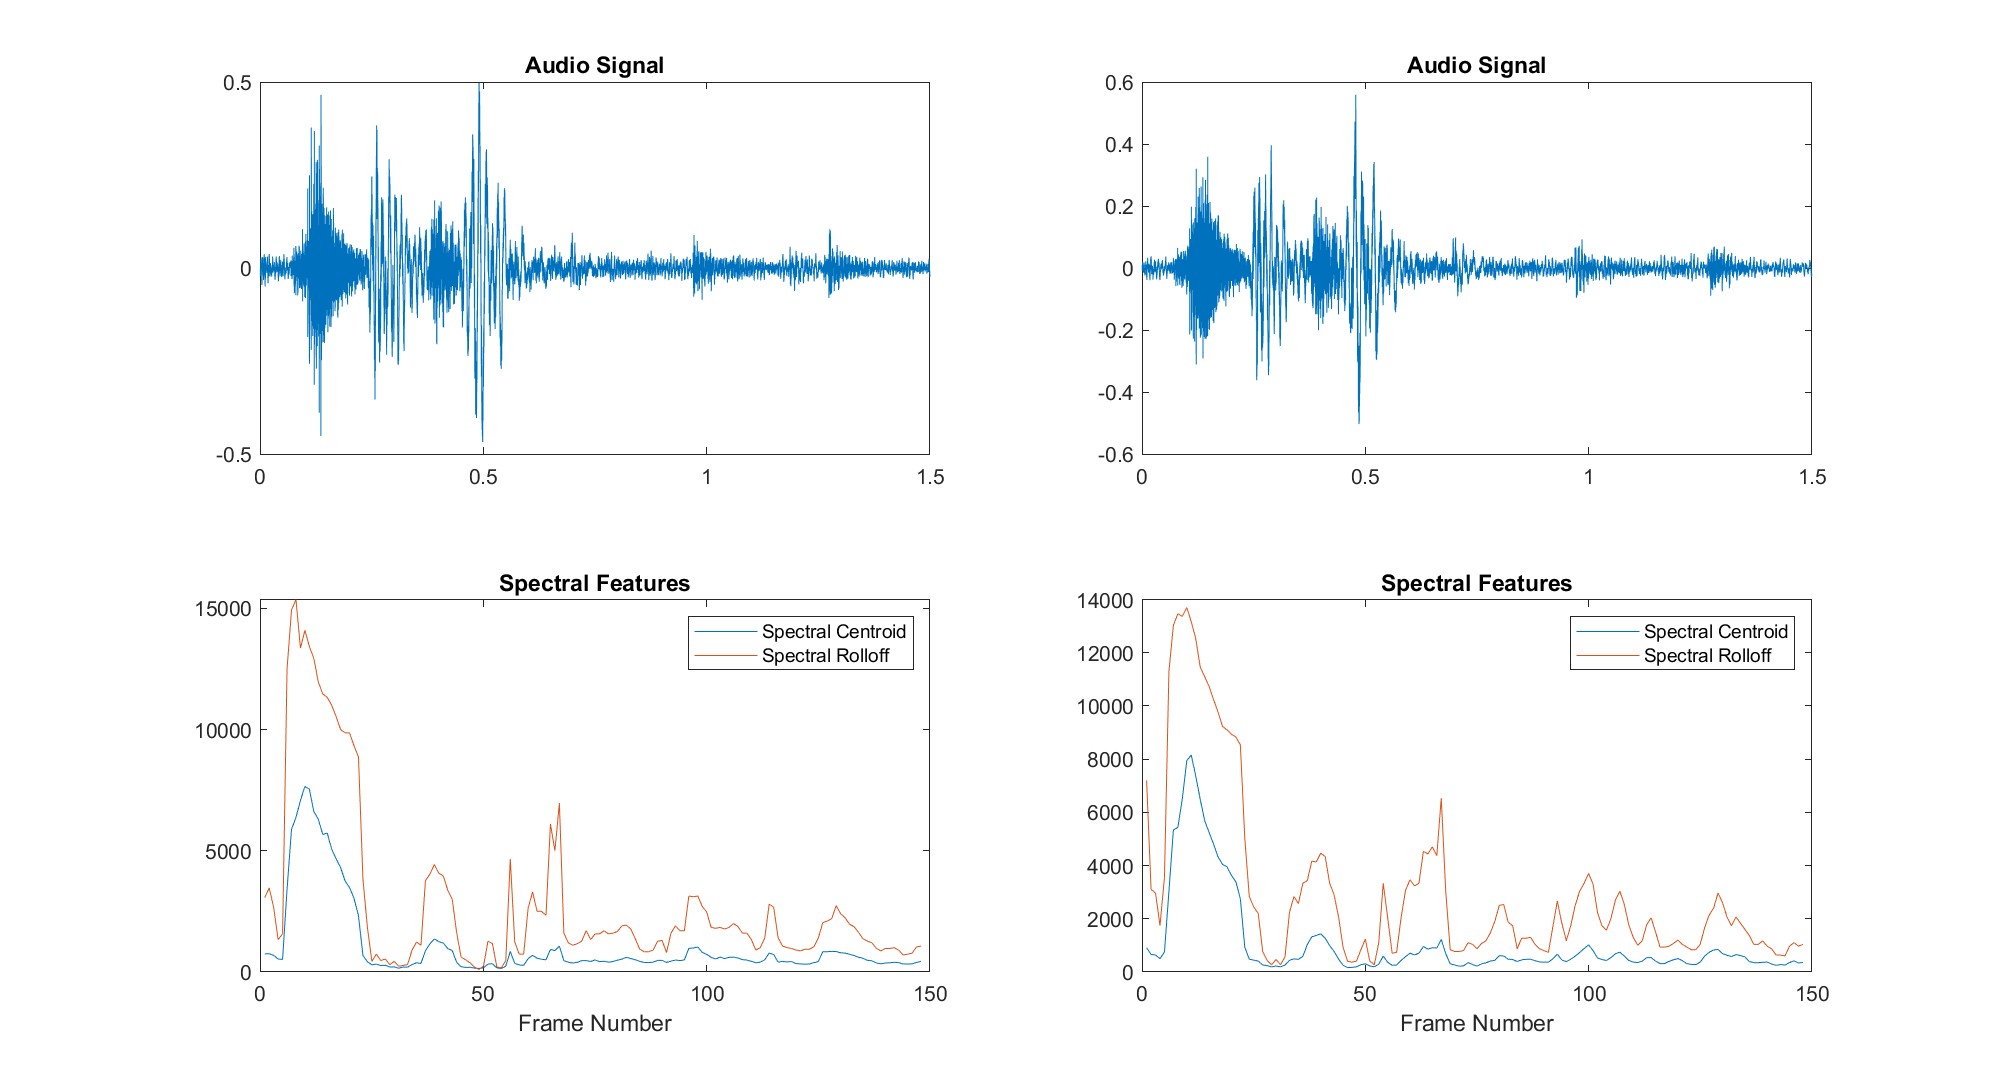 Audio Signal
0.5
0
-0.5
0 0.5 1 1.5
Audio Signal
0.6
0.4
0.2
0
-0.2
-0.4
-0.6
0 0.5 1 1.5
Spectral Features
15000
10000
5000
0
Spectral Centroid
Spectral Rolloff
0 50 100 150
Frame Number
Spectral Features
14000
12000
10000
8000
6000
4000
2000
0
Spectral Centroid
Spectral Rolloff
0 50 100 150
Frame Number